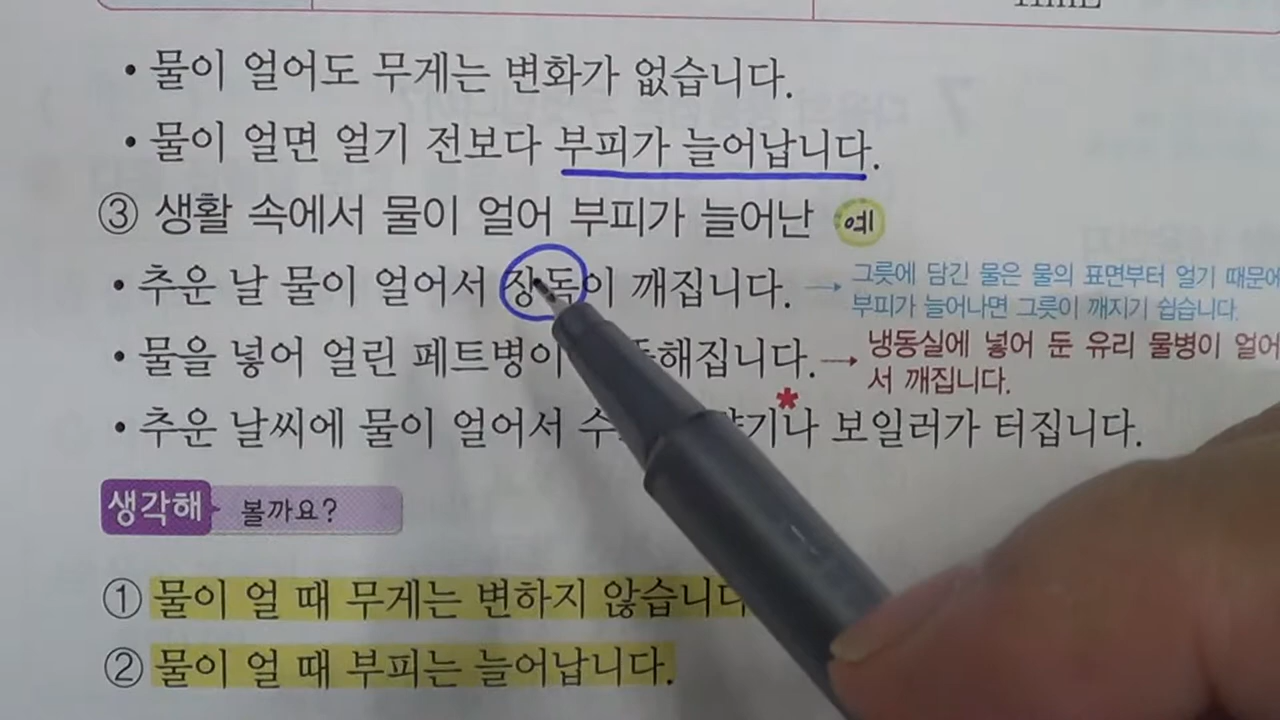 • 물이 얼어도 무게는 변화가 없습니다.
• 물이 얼면 얼기 전보다 부피가 늘어납니다.
③ 생활 속에서 물이 얼어 부피가 늘어난 예
• 추운 날 물이 얼어서 장독이 깨집니다. → 그릇에 담긴 물은 물의 표면부터 얼기 때문에
부피가 늘어나면 그릇이 깨지기 쉽습니다.
• 물을 넣어 얼린 페트병이 해집니다. → 냉동실에 넣어 둔 유리 물병이 얼어
서 깨집니다.
• 추운 날씨에 물이 얼어서 보일러가 터집니다.
생각해 볼까요?
① 물이 얼 때 무게는 변하지 않습니다
② 물이 얼 때 부피는 늘어납니다.